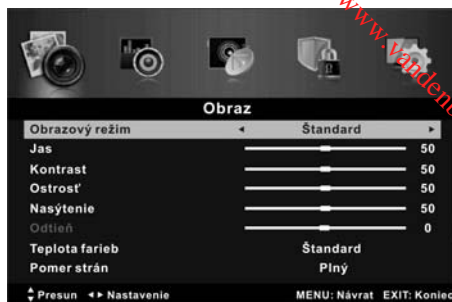 www.vanden
Obraz
Obrazový režim ◄ Štandard ►
Jas 50
Kontrast 50
Ostrosť 50
Nasýtenie 50
Odtieň 0
Teplota farieb Štandard
Pomer strán Plný
Presun ◄► Nastavenie MENU: Návrat EXIT: Koniec